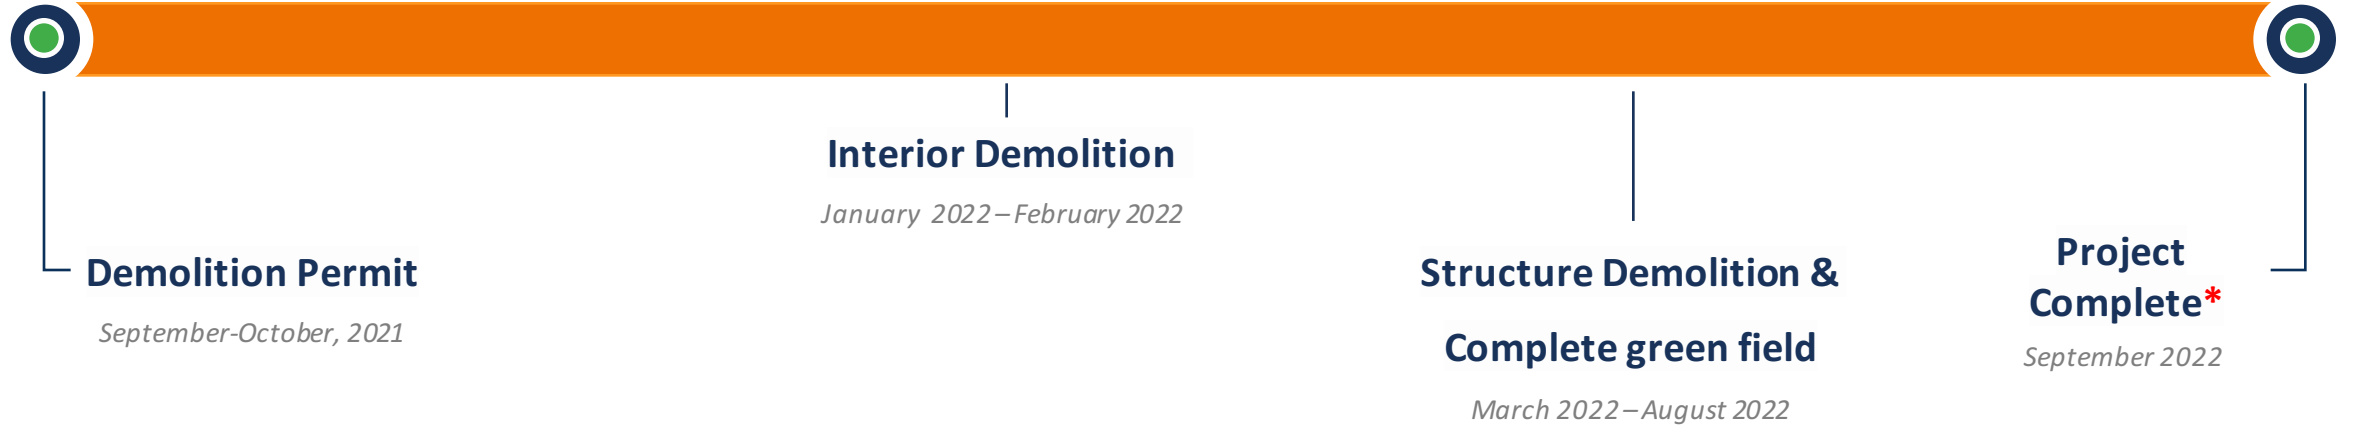 Demolition Permit
September-October, 2021
Interior Demolition
January 2022–February 2022
Structure Demolition &
Complete green field
March 2022–August 2022
Project
Complete*
September 2022